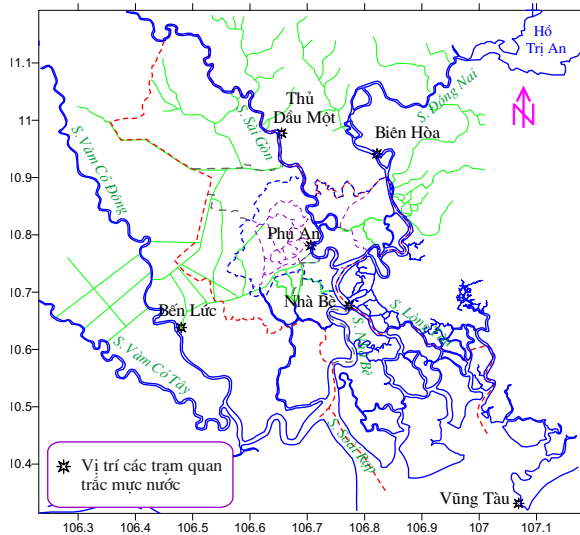 Hồ
Trị An
11.1
11
10.9
10.8
10.7
10.6
10.5
10.4
S. Đồng Nai
Thủ
Dầu Một
S. Sài Gòn
Biên Hòa
S. Vàm Cỏ Đông
Phú An
Nhà Bè
S. Nhà Bè
Bến Lức
S. Vàm Cỏ Tây
S. Soài Rạp
Vị trí các trạm quan
trắc mực nước
Vũng Tàu
N
106.3
106.4
106.5
106.6
106.7
106.8
106.9
107
107.1